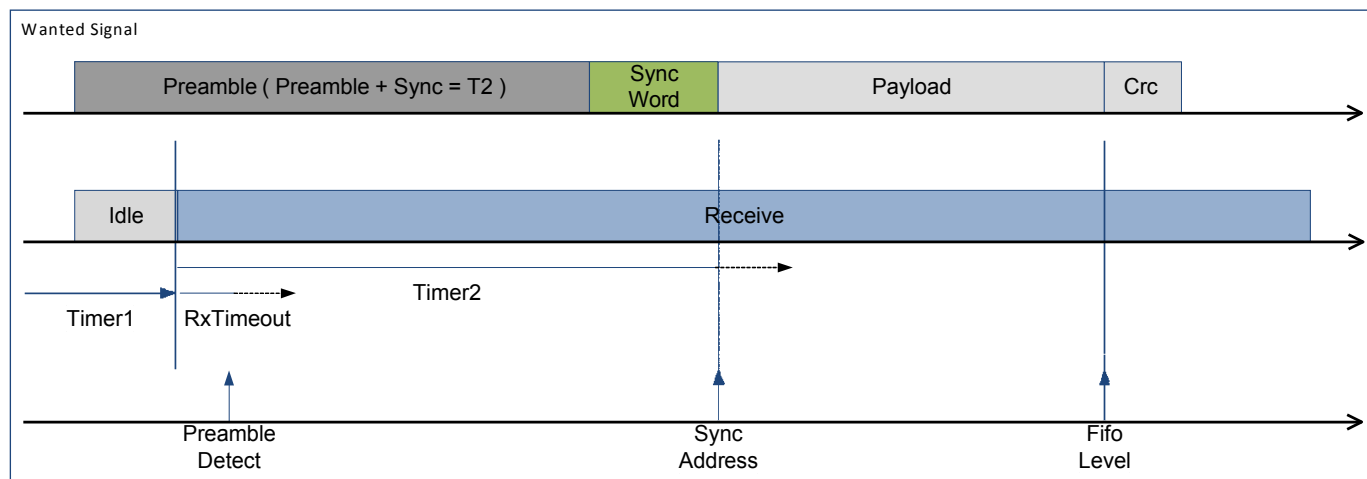 Wanted Signal
Preamble ( Preamble + Sync = T2 )
Sync
Word
Payload
Crc
Idle
Receive
Timer2
Timer1
RxTimeout
Preamble
Detect
Sync
Address
Fifo
Level